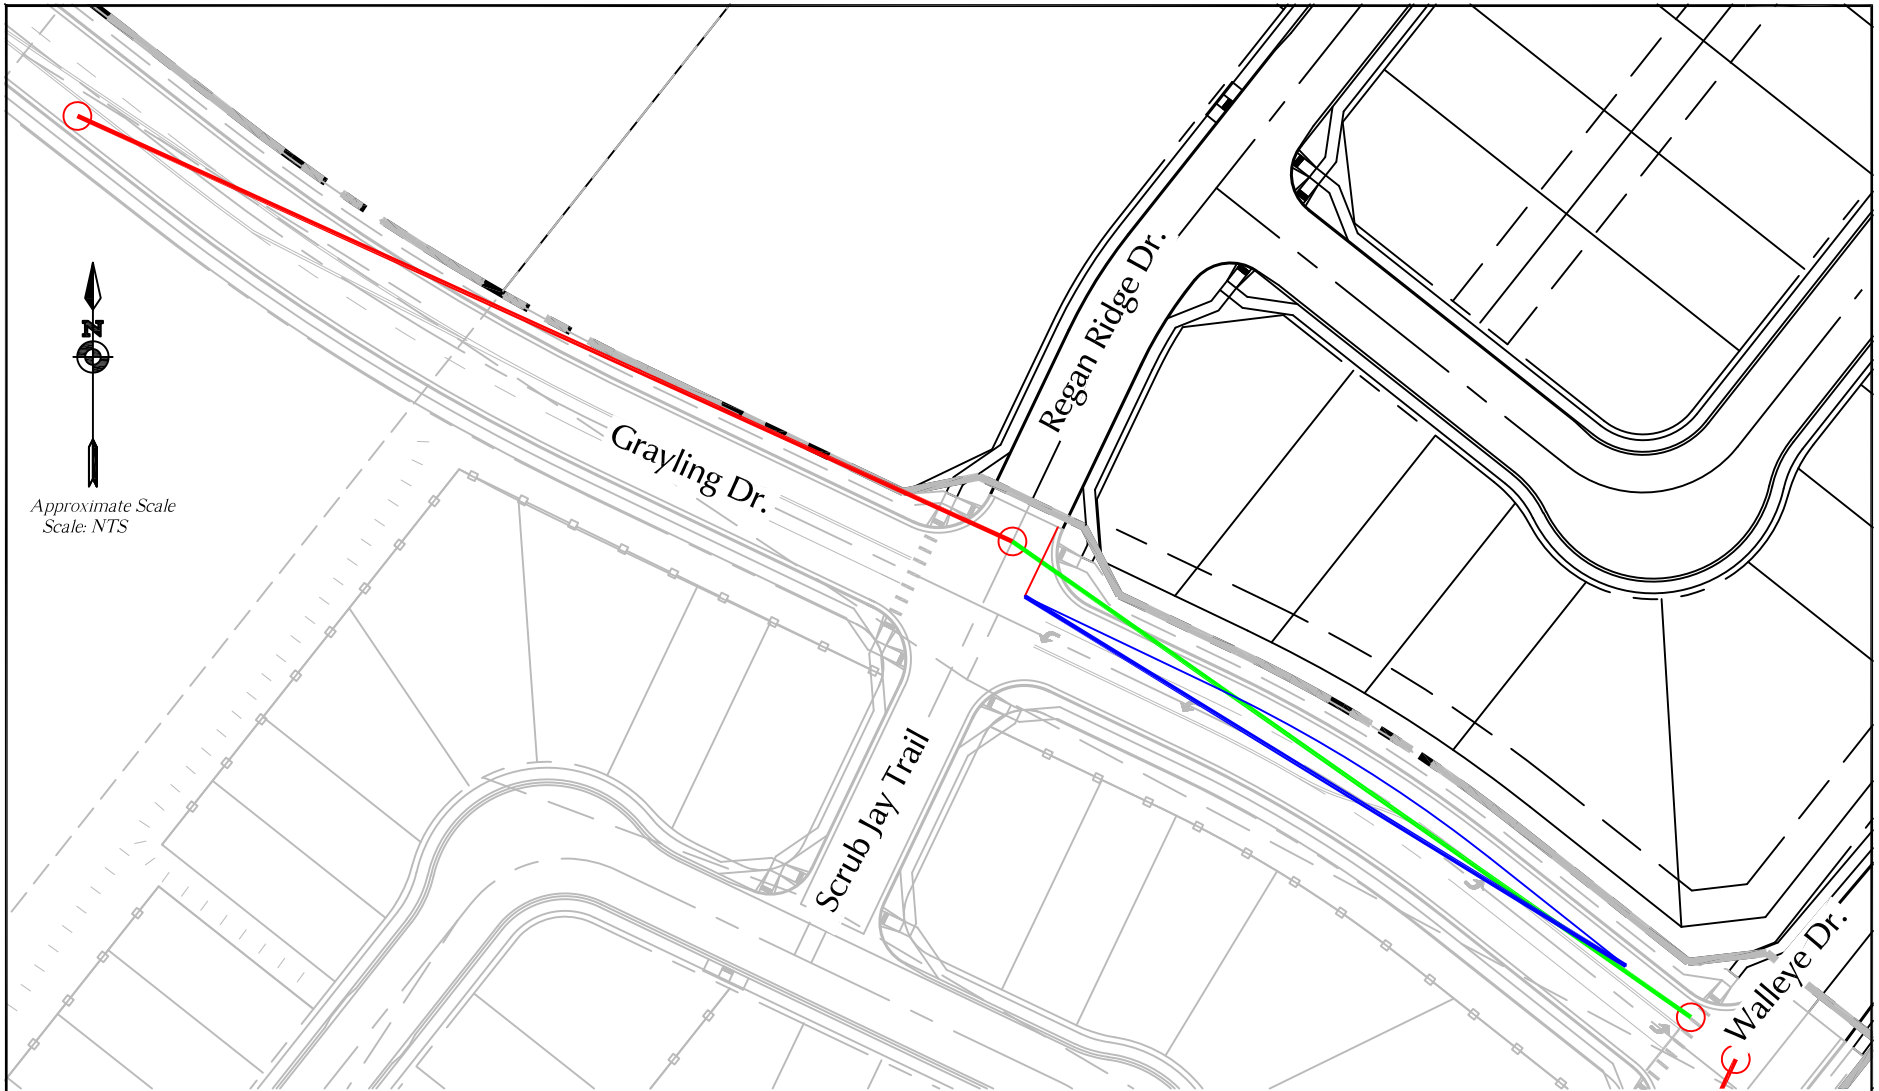 Regan Ridge Dr.
N
Grayling Dr.
Approximate Scale
Scale: NTS
Scrub Jay Trail
Walleye Dr.